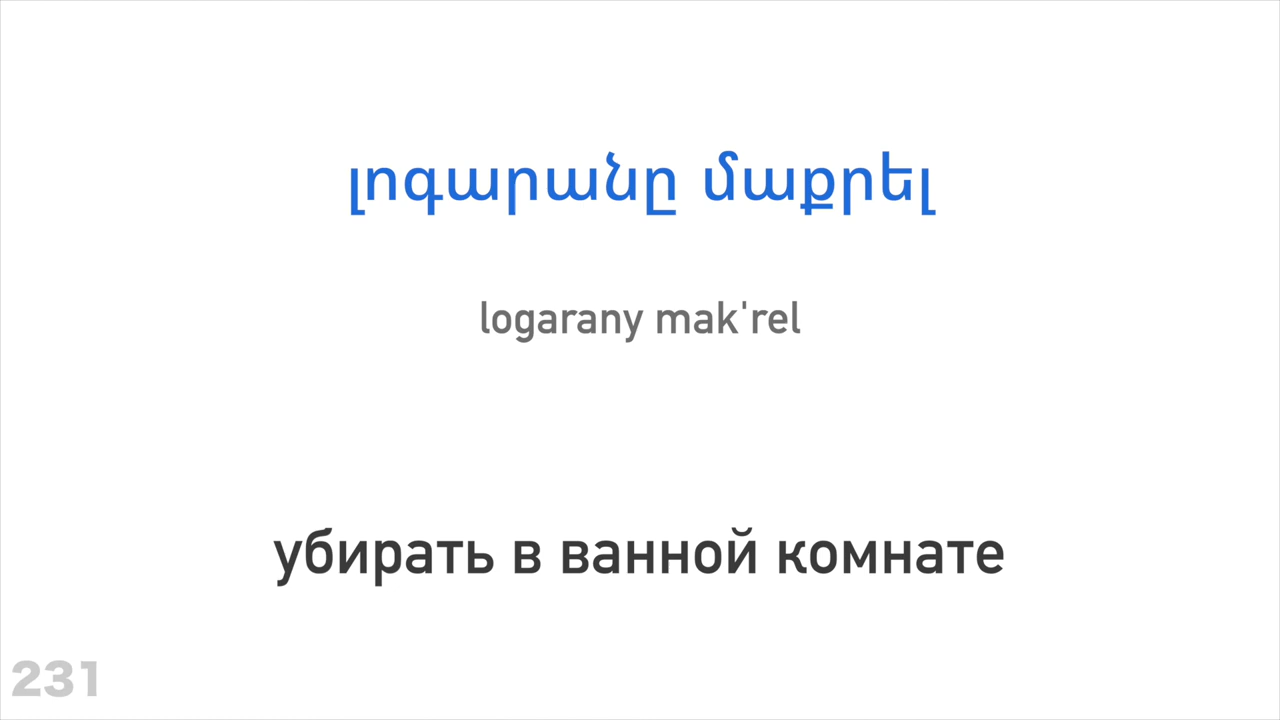 լոգարանը մաքրել
logarany mak'rel
убирать в ванной комнате
231